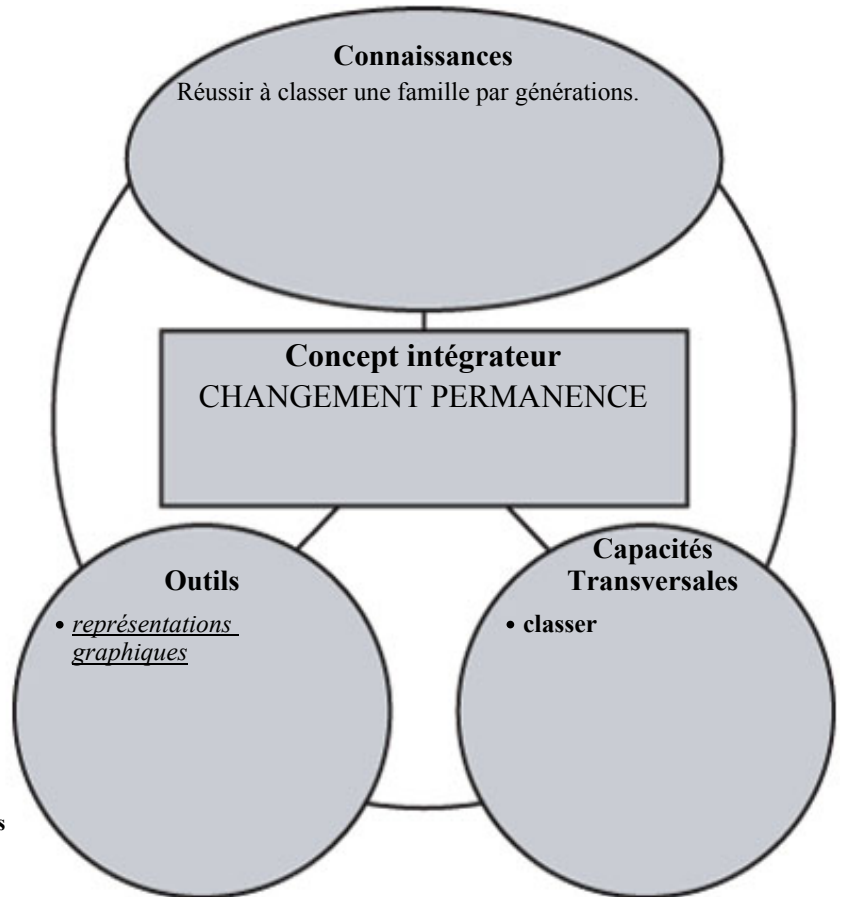 Connaissances
Réussir à classer une famille par générations.
Concept intégrateur
CHANGEMENT PERMANENCE
Outils
• représentations
graphiques
Capacités
Transversales
• classer
s